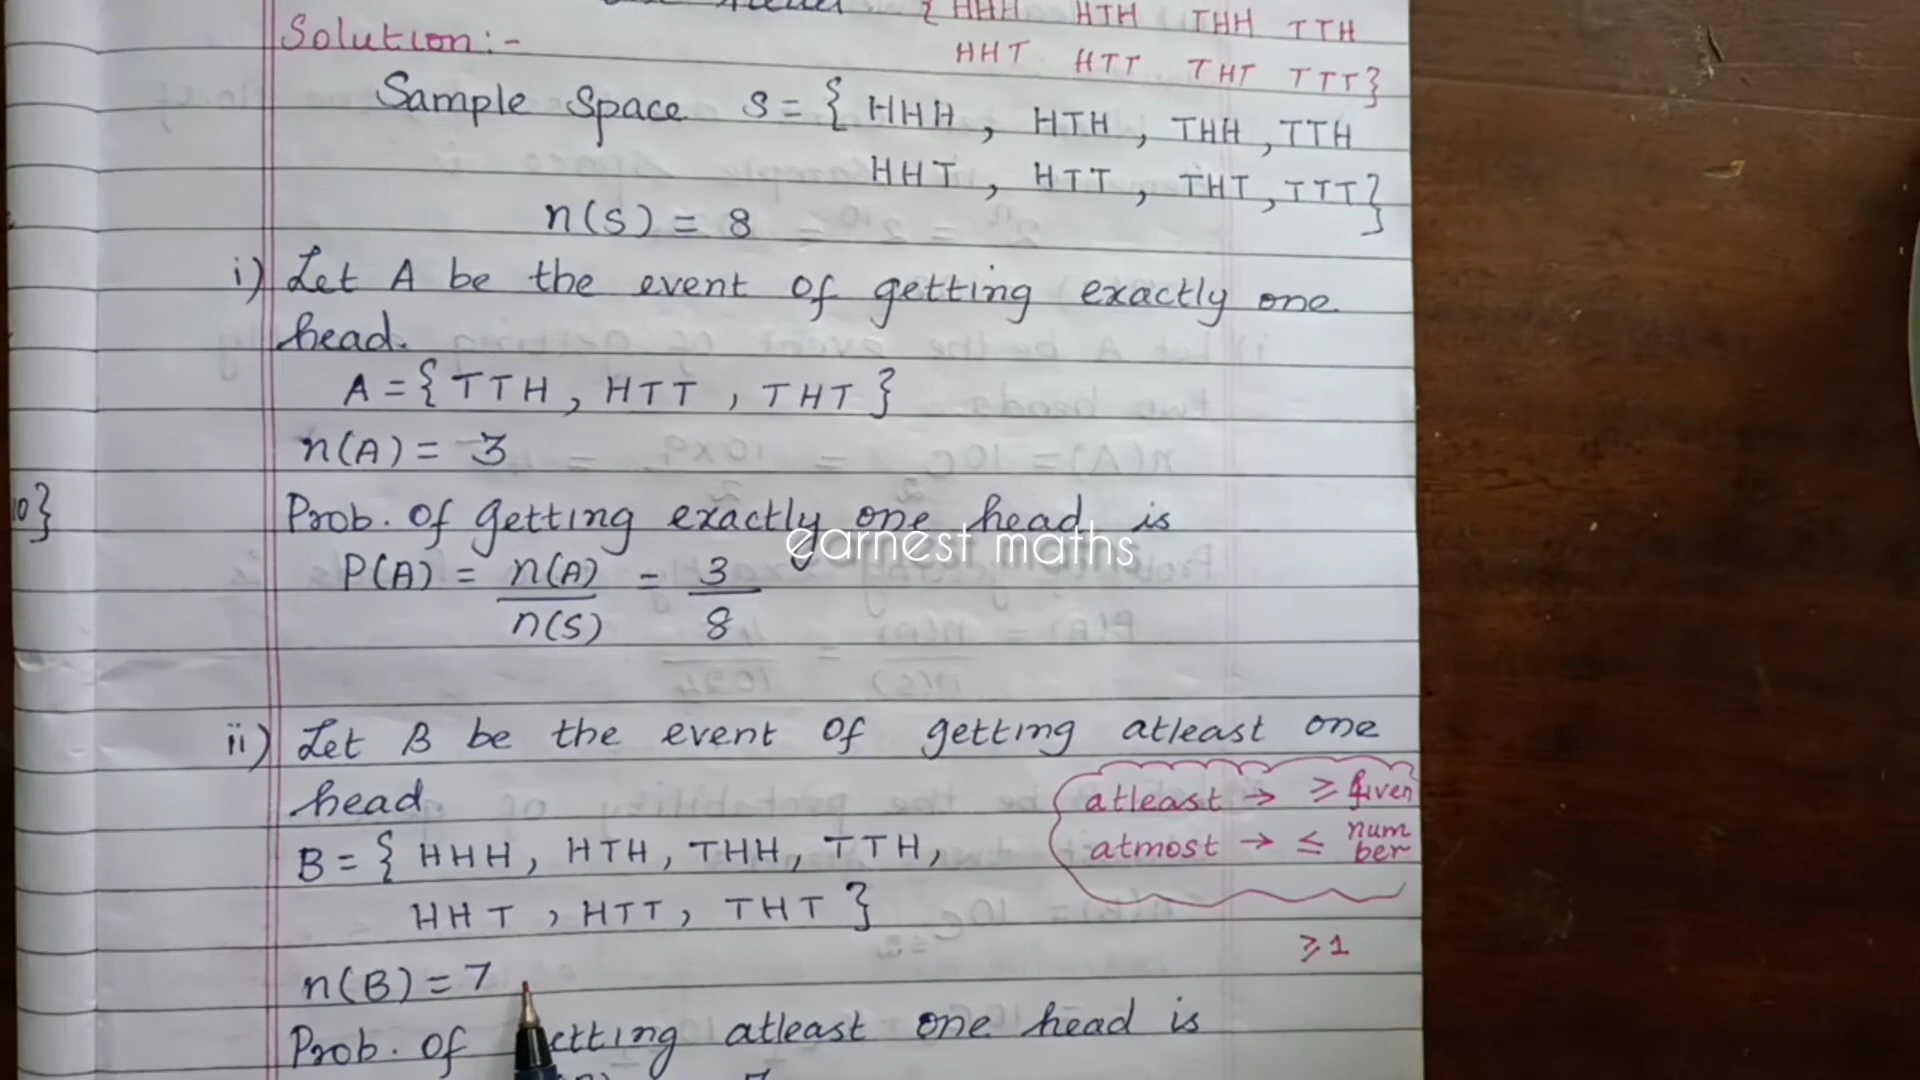 { HHH HTH THH TTH
Solution:-
HHT HTT THT TTT}
Sample Space S = { HHH , HTH , THH , TTH
HHT , HTT , THT , TTT}
n(S) = 8
i) Let A be the event of getting exactly one
head.
A = { TTH , HTT , THT }
n(A) = 3
10}
Prob. of getting exactly one head is
earnest maths
P(A) = n(A) = 3
n(S) 8
ii) Let B be the event of getting atleast one
head
atleast → ≥ given
atmost → ≤ num
ber
B = { HHH , HTH , THH , TTH ,
HHT , HTT , THT }
≥ 1
n(B) = 7
Prob. of atleast one head is